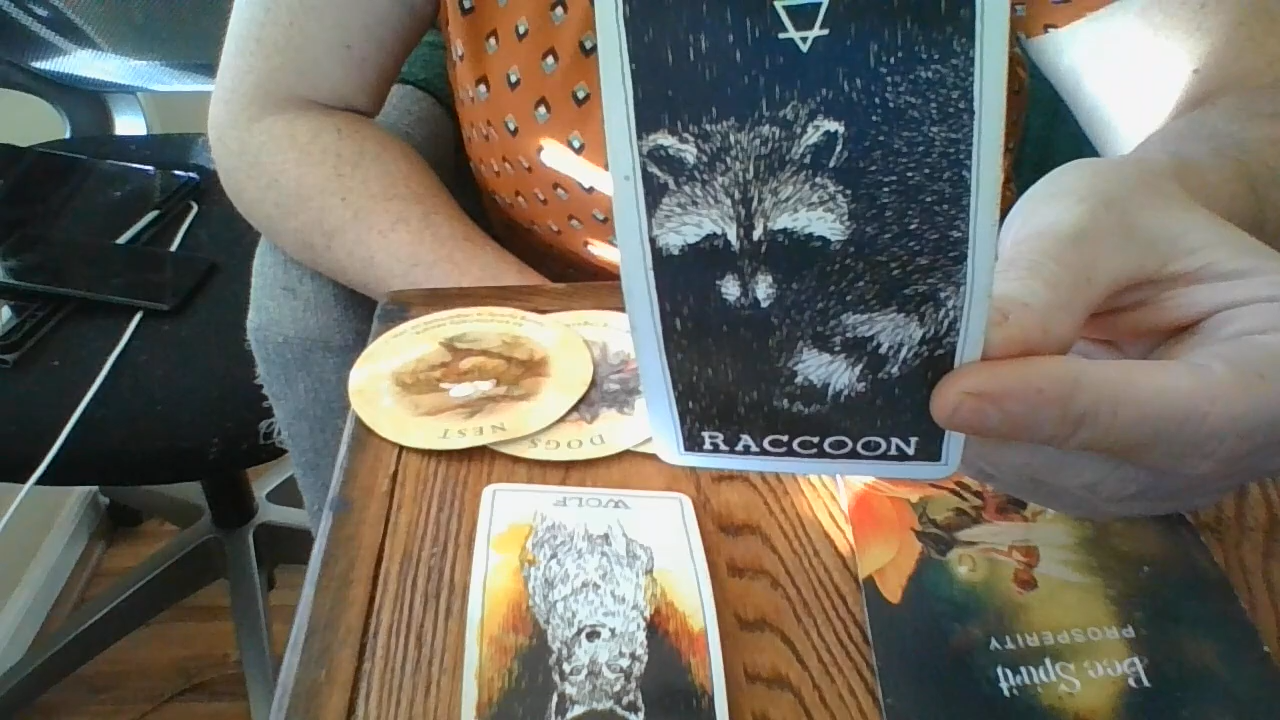 RACCOON
NEST
DOGS
WOLF
Bee Spirit
PROSPERITY